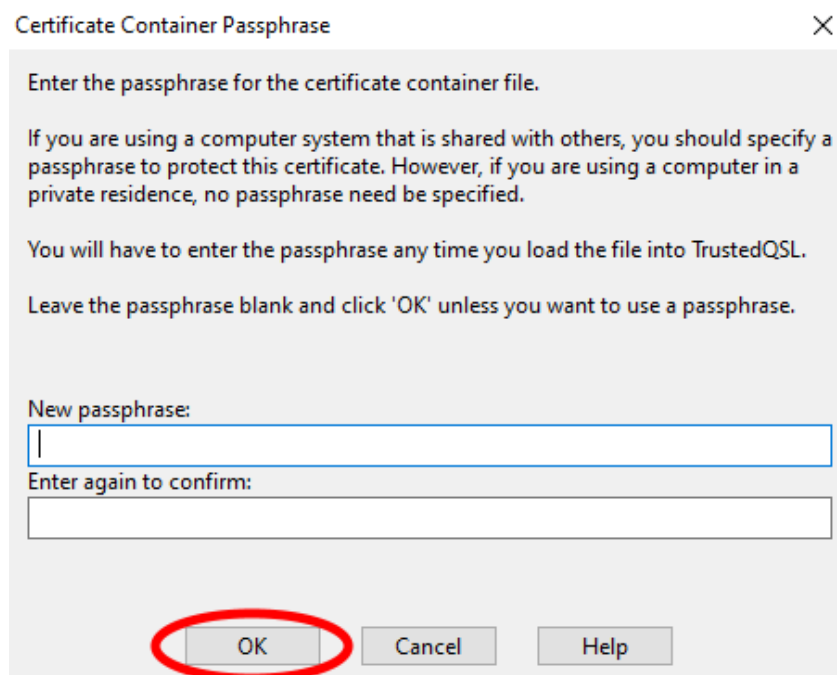 Certificate Container Passphrase
Enter the passphrase for the certificate container file.
If you are using a computer system that is shared with others, you should specify a
passphrase to protect this certificate. However, if you are using a computer in a
private residence, no passphrase need be specified.
You will have to enter the passphrase any time you load the file into TrustedQSL.
Leave the passphrase blank and click 'OK' unless you want to use a passphrase.
New passphrase:
Enter again to confirm:
OK Cancel Help